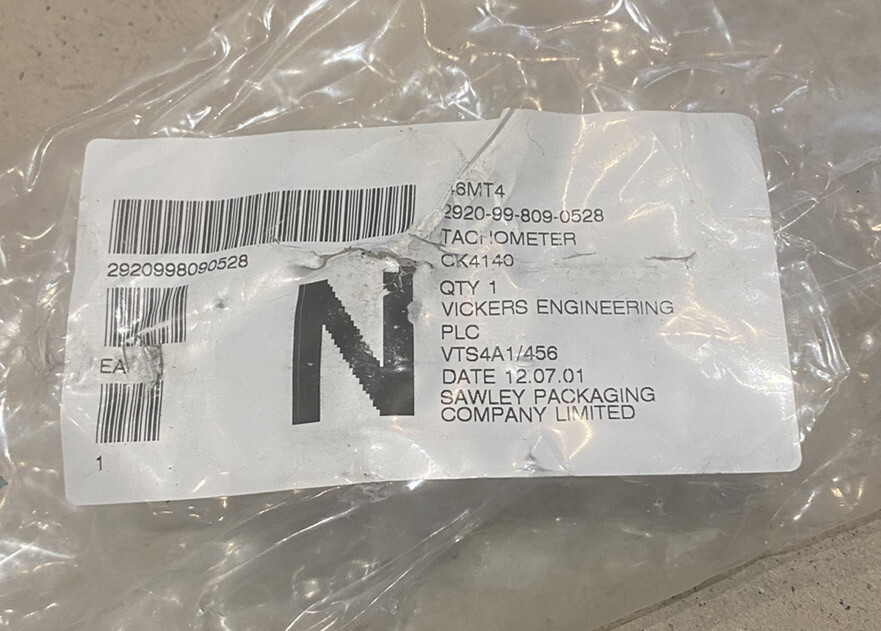 2920998090528
EA
1
N
6MT4
2920-99-809-0528
TACHOMETER
CK4140
QTY 1
VICKERS ENGINEERING
PLC
VTS4A1/456
DATE 12.07.01
SAWLEY PACKAGING
COMPANY LIMITED